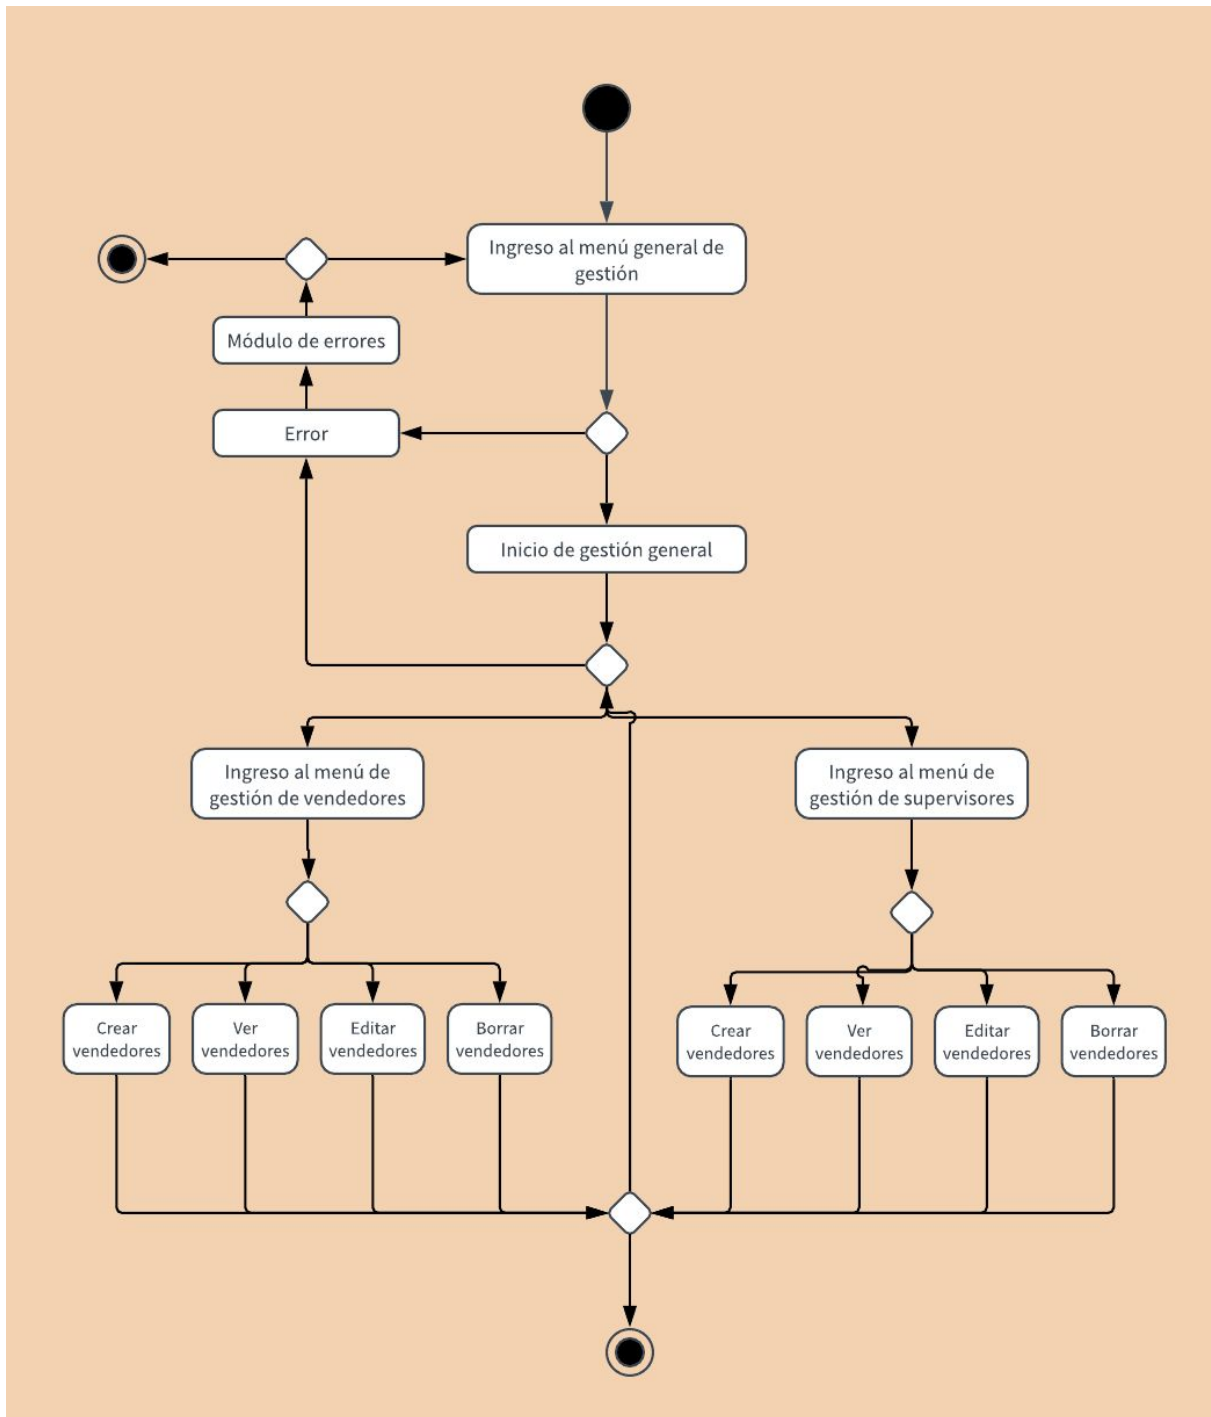 Ingreso al menú general de
gestión
Módulo de errores
Error
Inicio de gestión general
Ingreso al menú de
gestión de vendedores
Ingreso al menú de
gestión de supervisores
Crear
vendedores
Ver
vendedores
Editar
vendedores
Borrar
vendedores
Crear
vendedores
Ver
vendedores
Editar
vendedores
Borrar
vendedores